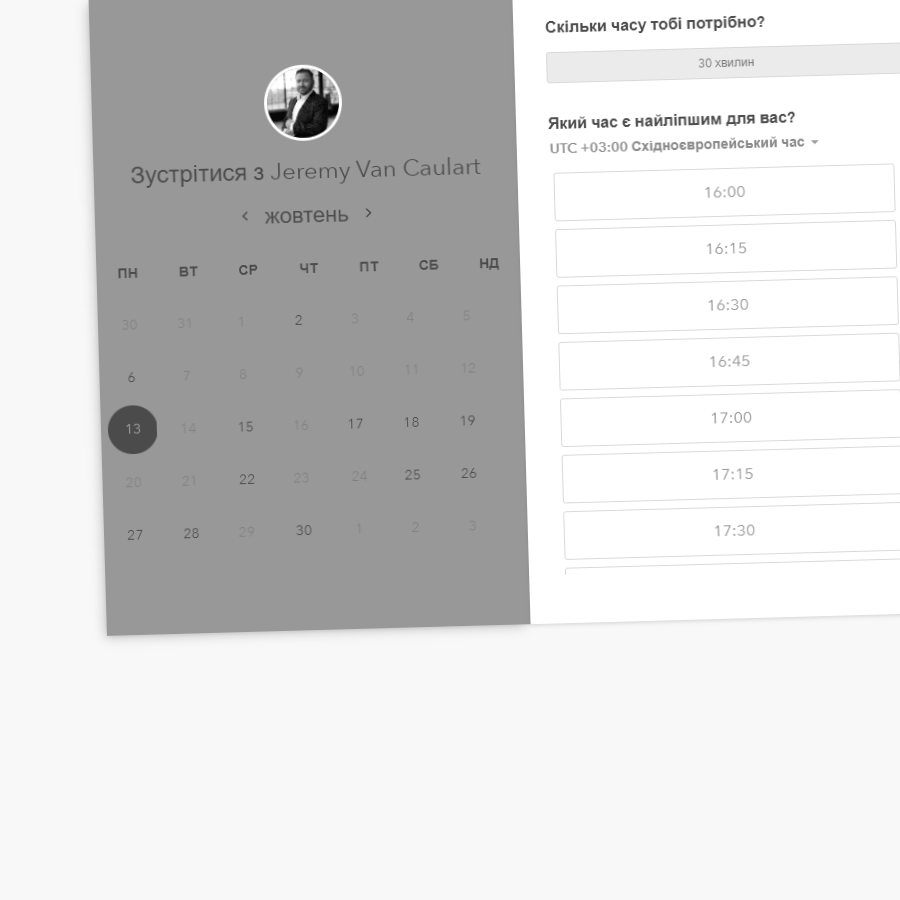 Зустрітися з Jeremy Van Caulart
‹ жовтень ›
ПН ВТ СР ЧТ ПТ СБ НД
30 31 1 2 3 4 5
6 7 8 9 10 11 12
13 14 15 16 17 18 19
20 21 22 23 24 25 26
27 28 29 30 1 2 3
Скільки часу тобі потрібно?
30 хвилин
Який час є найліпшим для вас?
UTC +03:00 Східноєвропейський час
16:00
16:15
16:30
16:45
17:00
17:15
17:30